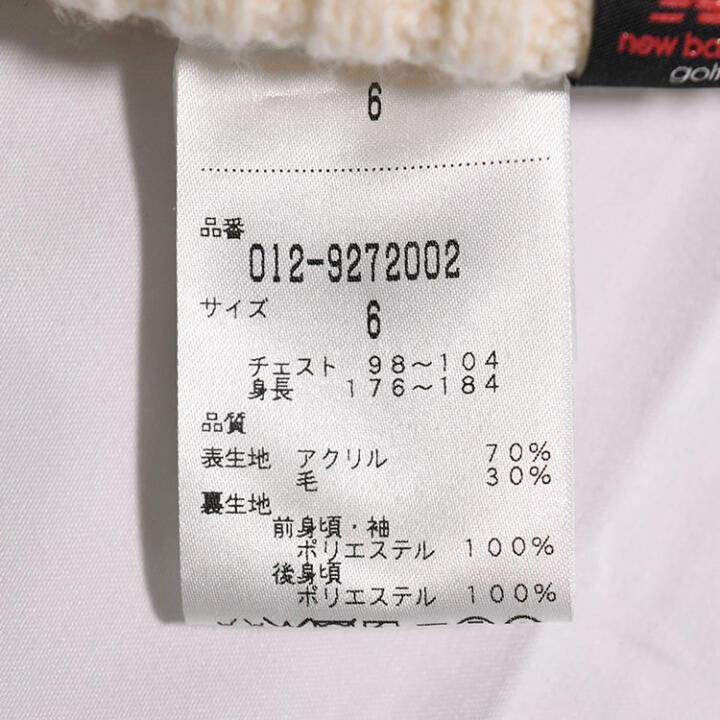 new ba
golf
6
品番
012-9272002
サイズ
6
チェスト 98～104
身長 176～184
品質
表生地 アクリル 70%
毛 30%
裏生地
前身頃・袖
ポリエステル 100%
後身頃
ポリエステル 100%